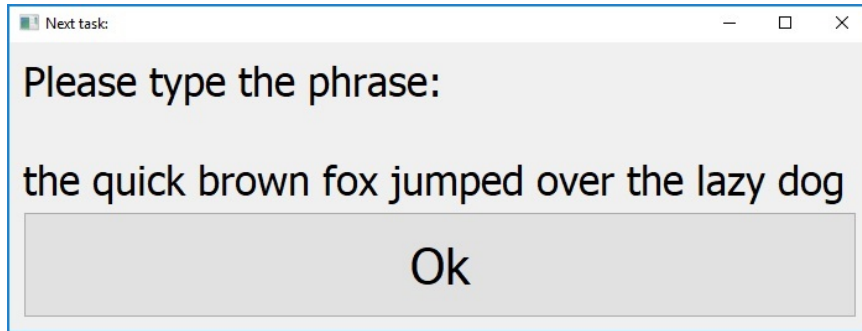 Next task:
Please type the phrase:
the quick brown fox jumped over the lazy dog
Ok